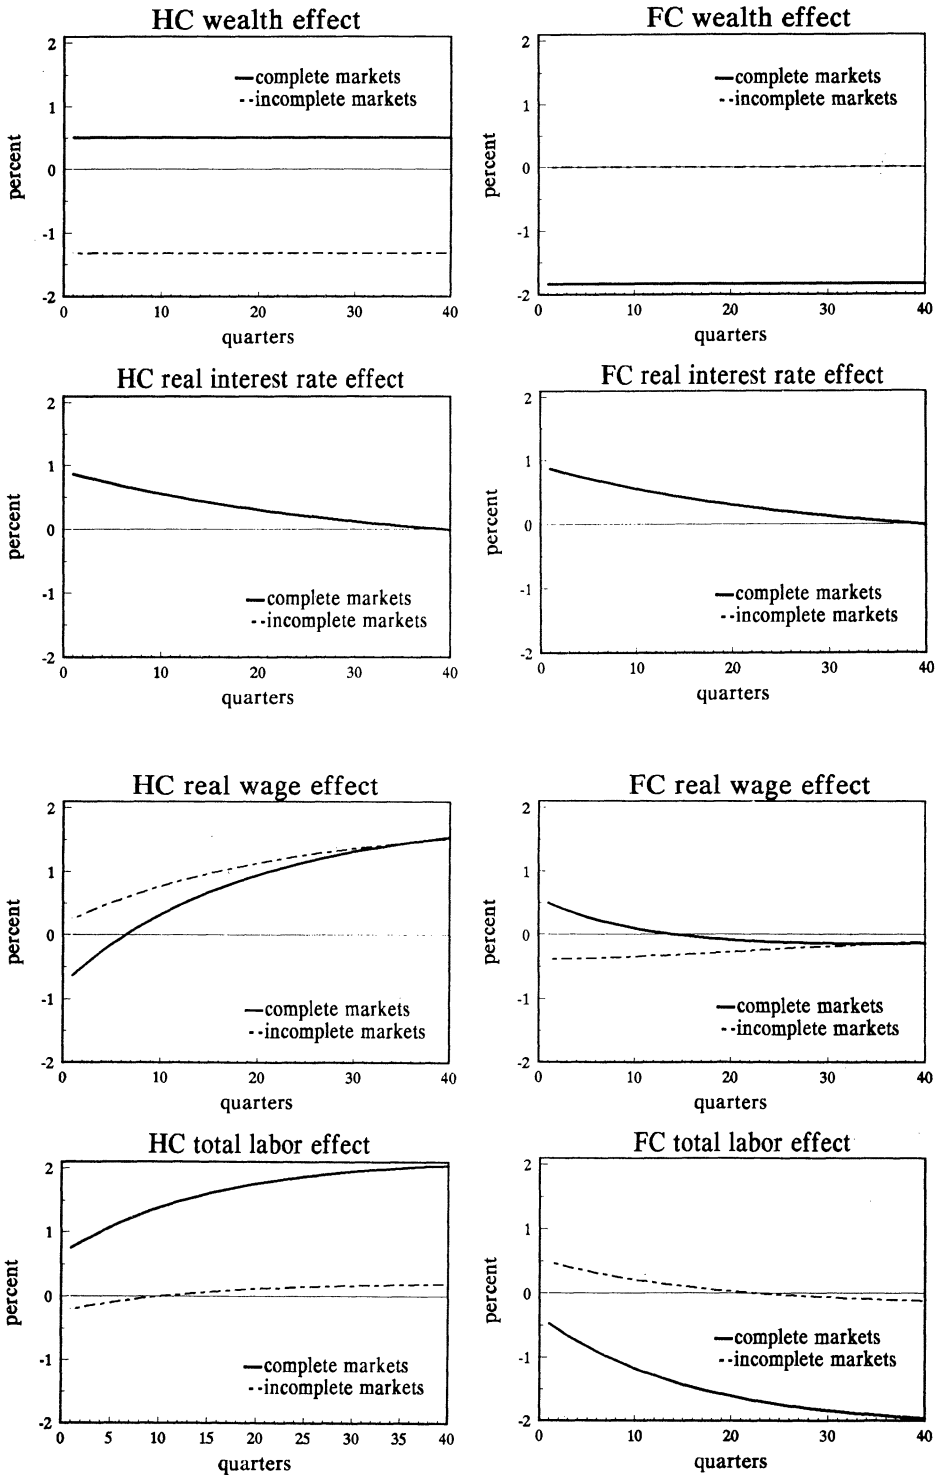 HC wealth effect
2
1
0
-1
-2
percent
complete markets
incomplete markets
0 10 20 30 40
quarters
FC wealth effect
2
1
0
-1
-2
percent
complete markets
incomplete markets
0 10 20 30 40
quarters
HC real interest rate effect
2
1
0
-1
-2
percent
complete markets
incomplete markets
0 10 20 30 40
quarters
FC real interest rate effect
2
1
0
-1
-2
percent
complete markets
incomplete markets
0 10 20 30 40
quarters
HC real wage effect
2
1
0
-1
-2
percent
complete markets
incomplete markets
0 10 20 30 40
quarters
FC real wage effect
2
1
0
-1
-2
percent
complete markets
incomplete markets
0 10 20 30 40
quarters
HC total labor effect
2
1
0
-1
-2
percent
complete markets
incomplete markets
0 5 10 15 20 25 30 35 40
quarters
FC total labor effect
2
1
0
-1
-2
percent
complete markets
incomplete markets
0 10 20 30 40
quarters